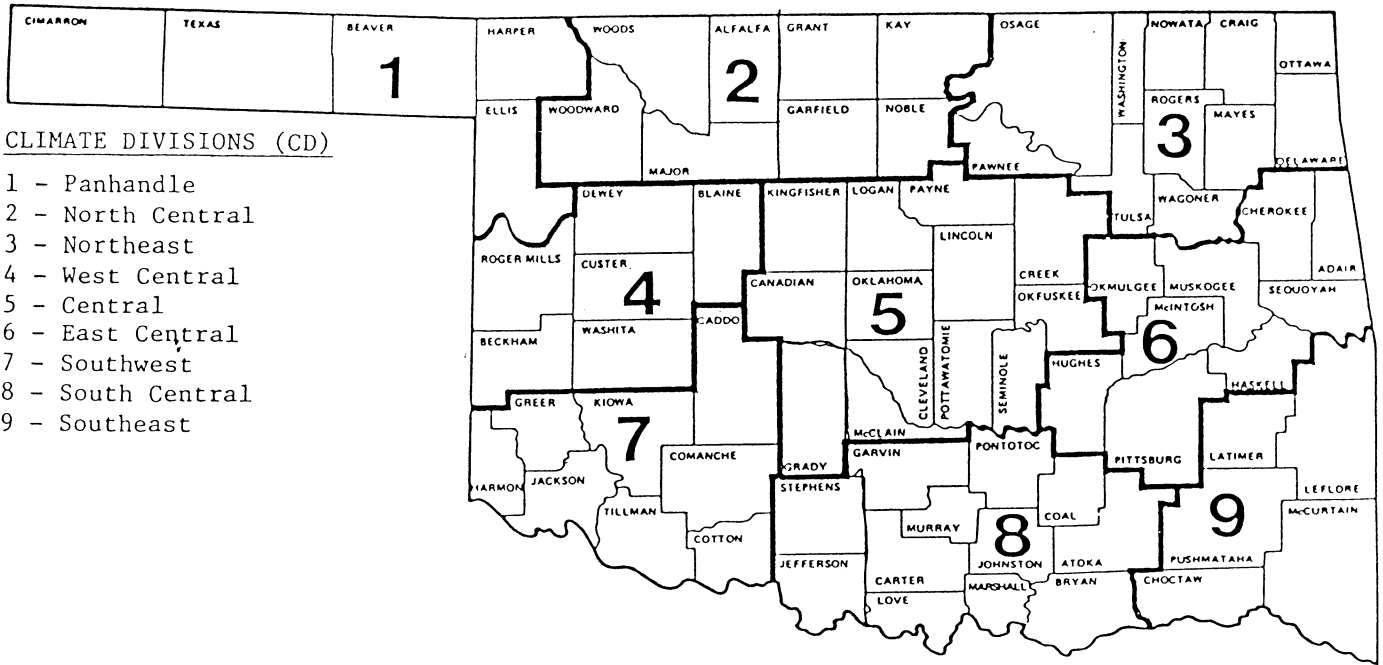 CIMARRON
TEXAS
BEAVER
HARPER
WOODS
ALFALFA
GRANT
KAY
OSAGE
WASHINGTON
NOWATA
CRAIG
OTTAWA
1
2
3
ELLIS
WOODWARD
MAJOR
GARFIELD
NOBLE
PAWNEE
ROGERS
MAYES
DELAWARE
CLIMATE DIVISIONS (CD)
1 - Panhandle
2 - North Central
3 - Northeast
4 - West Central
5 - Central
6 - East Central
7 - Southwest
8 - South Central
9 - Southeast
DEWEY
BLAINE
KINGFISHER
LOGAN
PAYNE
TULSA
WAGONER
CHEROKEE
ADAIR
LINCOLN
CREEK
ROGER MILLS
CUSTER
4
CANADIAN
OKLAHOMA
5
OKFUSKEE
OKMULGEE
MUSKOGEE
SEQUOYAH
McINTOSH
6
BECKHAM
WASHITA
CADDO
CLEVELAND
POTTAWATOMIE
SEMINOLE
HUGHES
HASKELL
GREER
KIOWA
7
McCLAIN
GRADY
GARVIN
PONTOTOC
PITTSBURG
LATIMER
LEFLORE
HARMON
JACKSON
COMANCHE
STEPHENS
TILLMAN
COTTON
MURRAY
8
COAL
9
McCURTAIN
JEFFERSON
JOHNSTON
ATOKA
PUSHMATAHA
CARTER
MARSHALL
BRYAN
CHOCTAW
LOVE